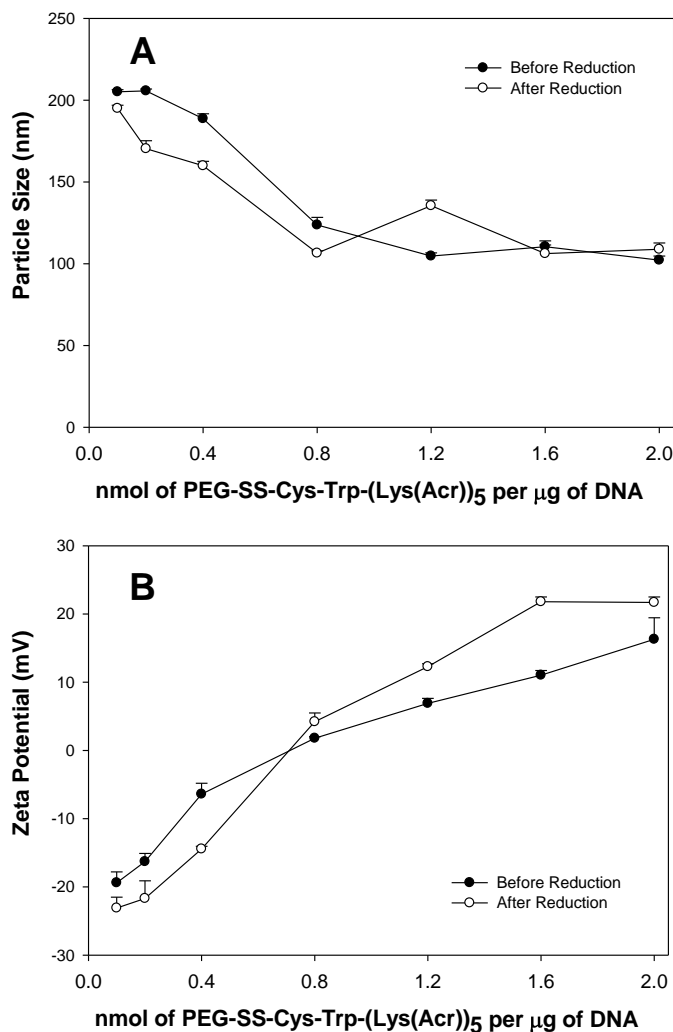 A
Before Reduction
After Reduction
Particle Size (nm)
250
200
150
100
50
0
0.0 0.4 0.8 1.2 1.6 2.0
nmol of PEG-SS-Cys-Trp-(Lys(Acr))5 per μg of DNA
B
Zeta Potential (mV)
30
20
10
0
-10
-20
-30
Before Reduction
After Reduction
0.0 0.4 0.8 1.2 1.6 2.0
nmol of PEG-SS-Cys-Trp-(Lys(Acr))5 per μg of DNA